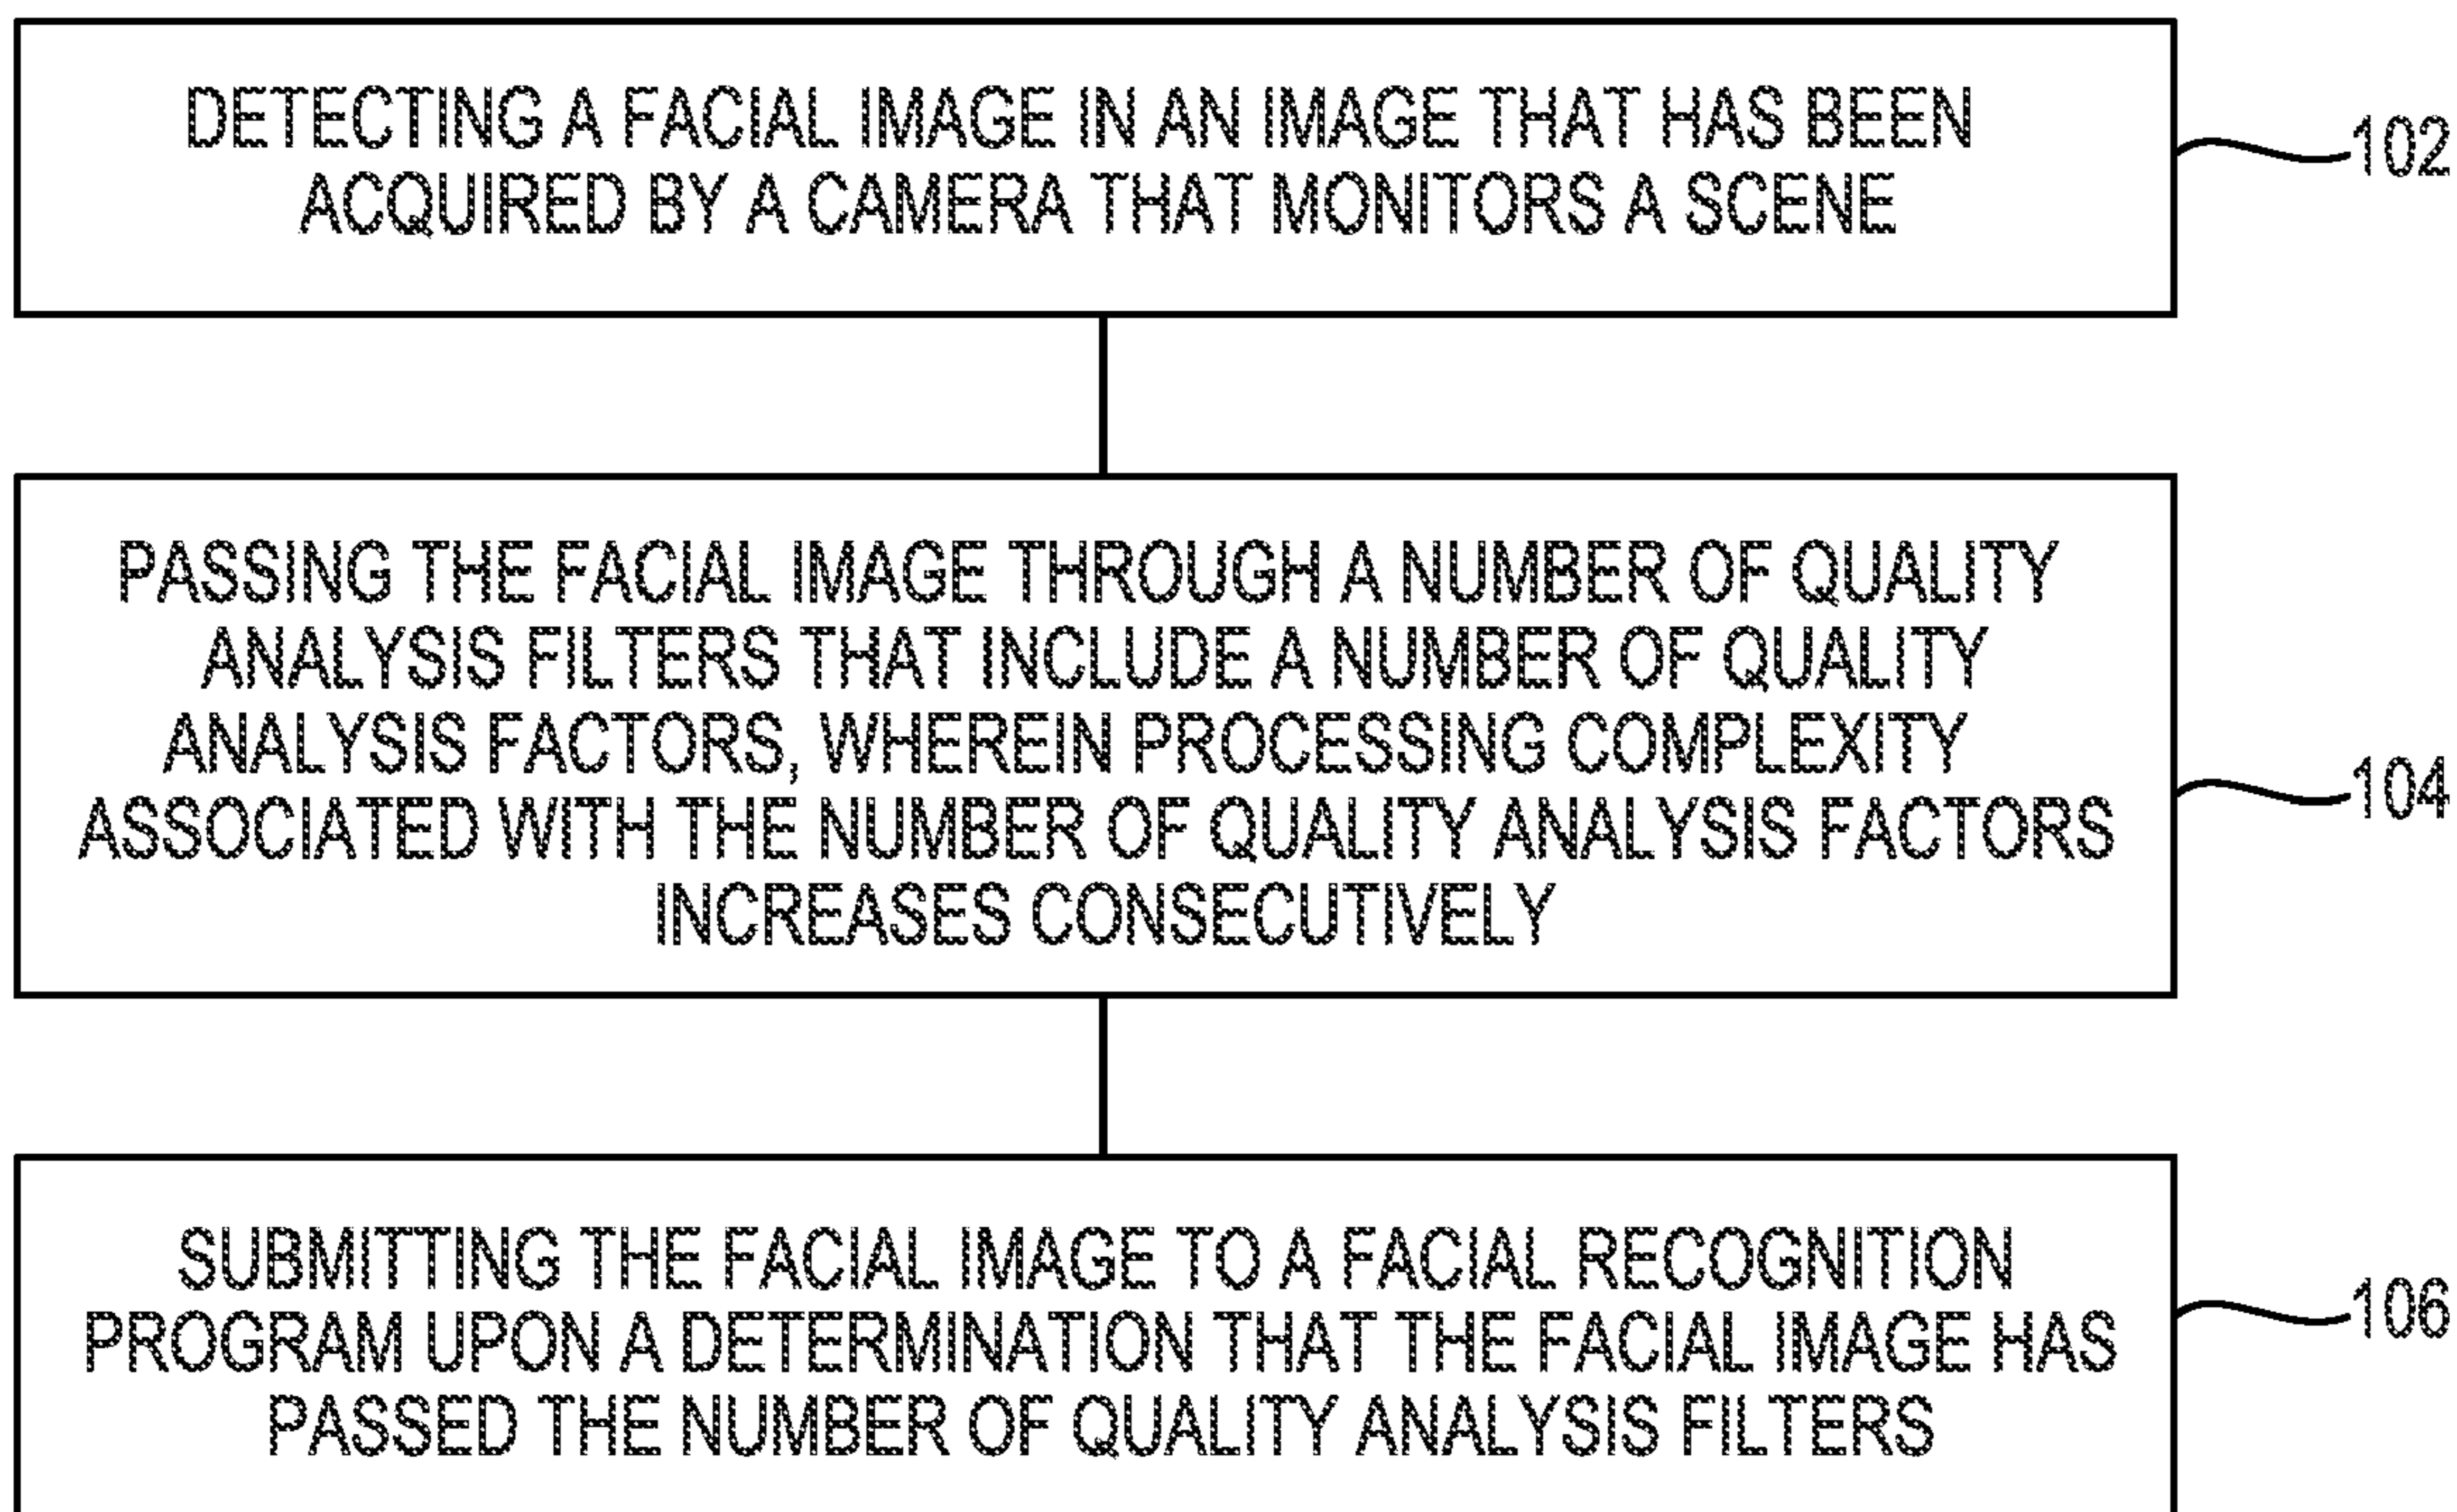 DETECTING A FACIAL IMAGE IN AN IMAGE THAT HAS BEEN
ACQUIRED BY A CAMERA THAT MONITORS A SCENE
102
PASSING THE FACIAL IMAGE THROUGH A NUMBER OF QUALITY
ANALYSIS FILTERS THAT INCLUDE A NUMBER OF QUALITY
ANALYSIS FACTORS, WHEREIN PROCESSING COMPLEXITY
ASSOCIATED WITH THE NUMBER OF QUALITY ANALYSIS FACTORS
INCREASES CONSECUTIVELY
104
SUBMITTING THE FACIAL IMAGE TO A FACIAL RECOGNITION
PROGRAM UPON A DETERMINATION THAT THE FACIAL IMAGE HAS
PASSED THE NUMBER OF QUALITY ANALYSIS FILTERS
106